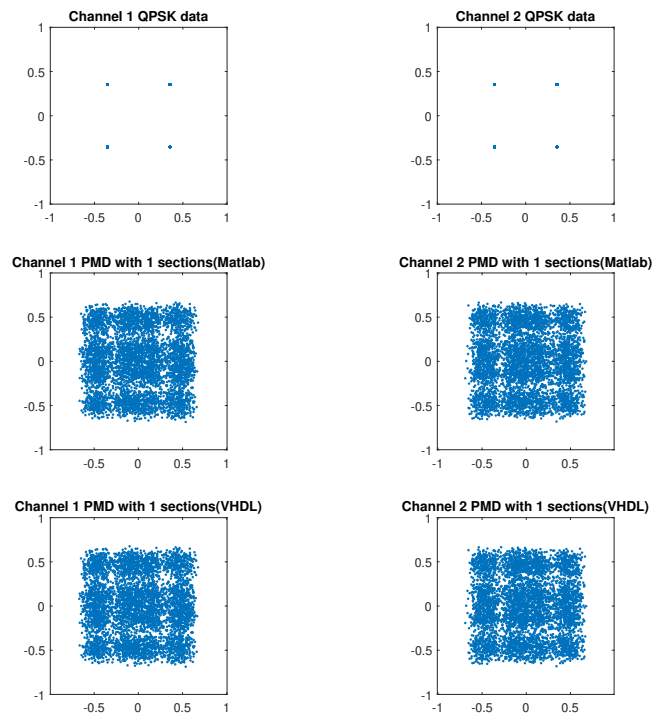 Channel 1 QPSK data
1
0.5
0
-0.5
-1
-1 -0.5 0 0.5 1
Channel 2 QPSK data
1
0.5
0
-0.5
-1
-1 -0.5 0 0.5 1
Channel 1 PMD with 1 sections(Matlab)
1
0.5
0
-0.5
-1
-0.5 0 0.5 1
Channel 2 PMD with 1 sections(Matlab)
1
0.5
0
-0.5
-1
-1 -0.5 0 0.5
Channel 1 PMD with 1 sections(VHDL)
1
0.5
0
-0.5
-1
-0.5 0 0.5 1
Channel 2 PMD with 1 sections(VHDL)
1
0.5
0
-0.5
-1
-1 -0.5 0 0.5